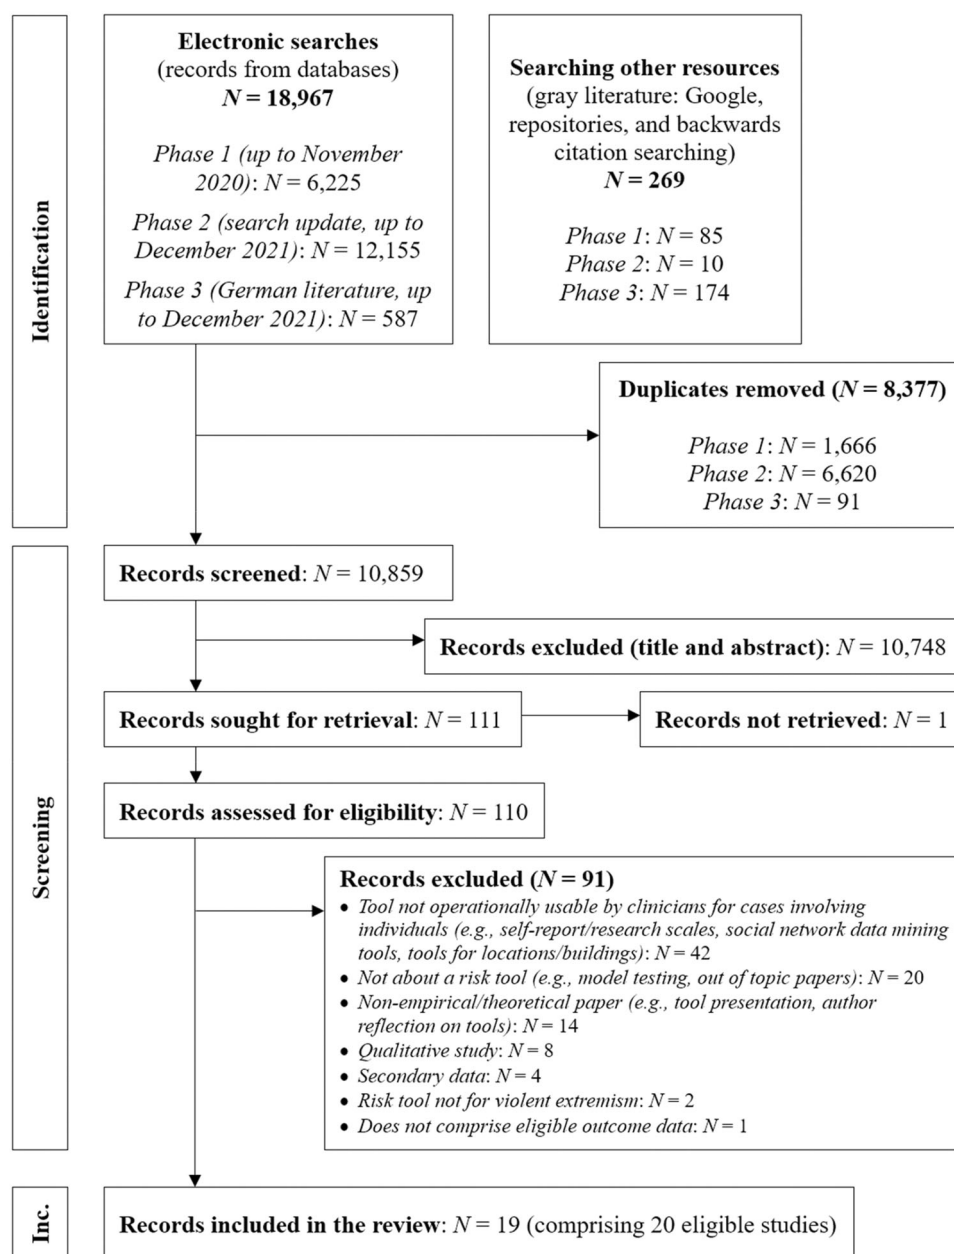 Identification
Electronic searches
(records from databases)
N = 18,967
Phase 1 (up to November
2020): N = 6,225
Phase 2 (search update, up to
December 2021): N = 12,155
Phase 3 (German literature, up
to December 2021): N = 587
Searching other resources
(gray literature: Google,
repositories, and backwards
citation searching)
N = 269
Phase 1: N = 85
Phase 2: N = 10
Phase 3: N = 174
Duplicates removed (N = 8,377)
Phase 1: N = 1,666
Phase 2: N = 6,620
Phase 3: N = 91
Screening
Records screened: N = 10,859
Records excluded (title and abstract): N = 10,748
Records sought for retrieval: N = 111
Records not retrieved: N = 1
Records assessed for eligibility: N = 110
Records excluded (N = 91)
• Tool not operationally usable by clinicians for cases involving
individuals (e.g., self-report/research scales, social network data mining
tools, tools for locations/buildings): N = 42
• Not about a risk tool (e.g., model testing, out of topic papers): N = 20
• Non-empirical/theoretical paper (e.g., tool presentation, author
reflection on tools): N = 14
• Qualitative study: N = 8
• Secondary data: N = 4
• Risk tool not for violent extremism: N = 2
• Does not comprise eligible outcome data: N = 1
Inc.
Records included in the review: N = 19 (comprising 20 eligible studies)